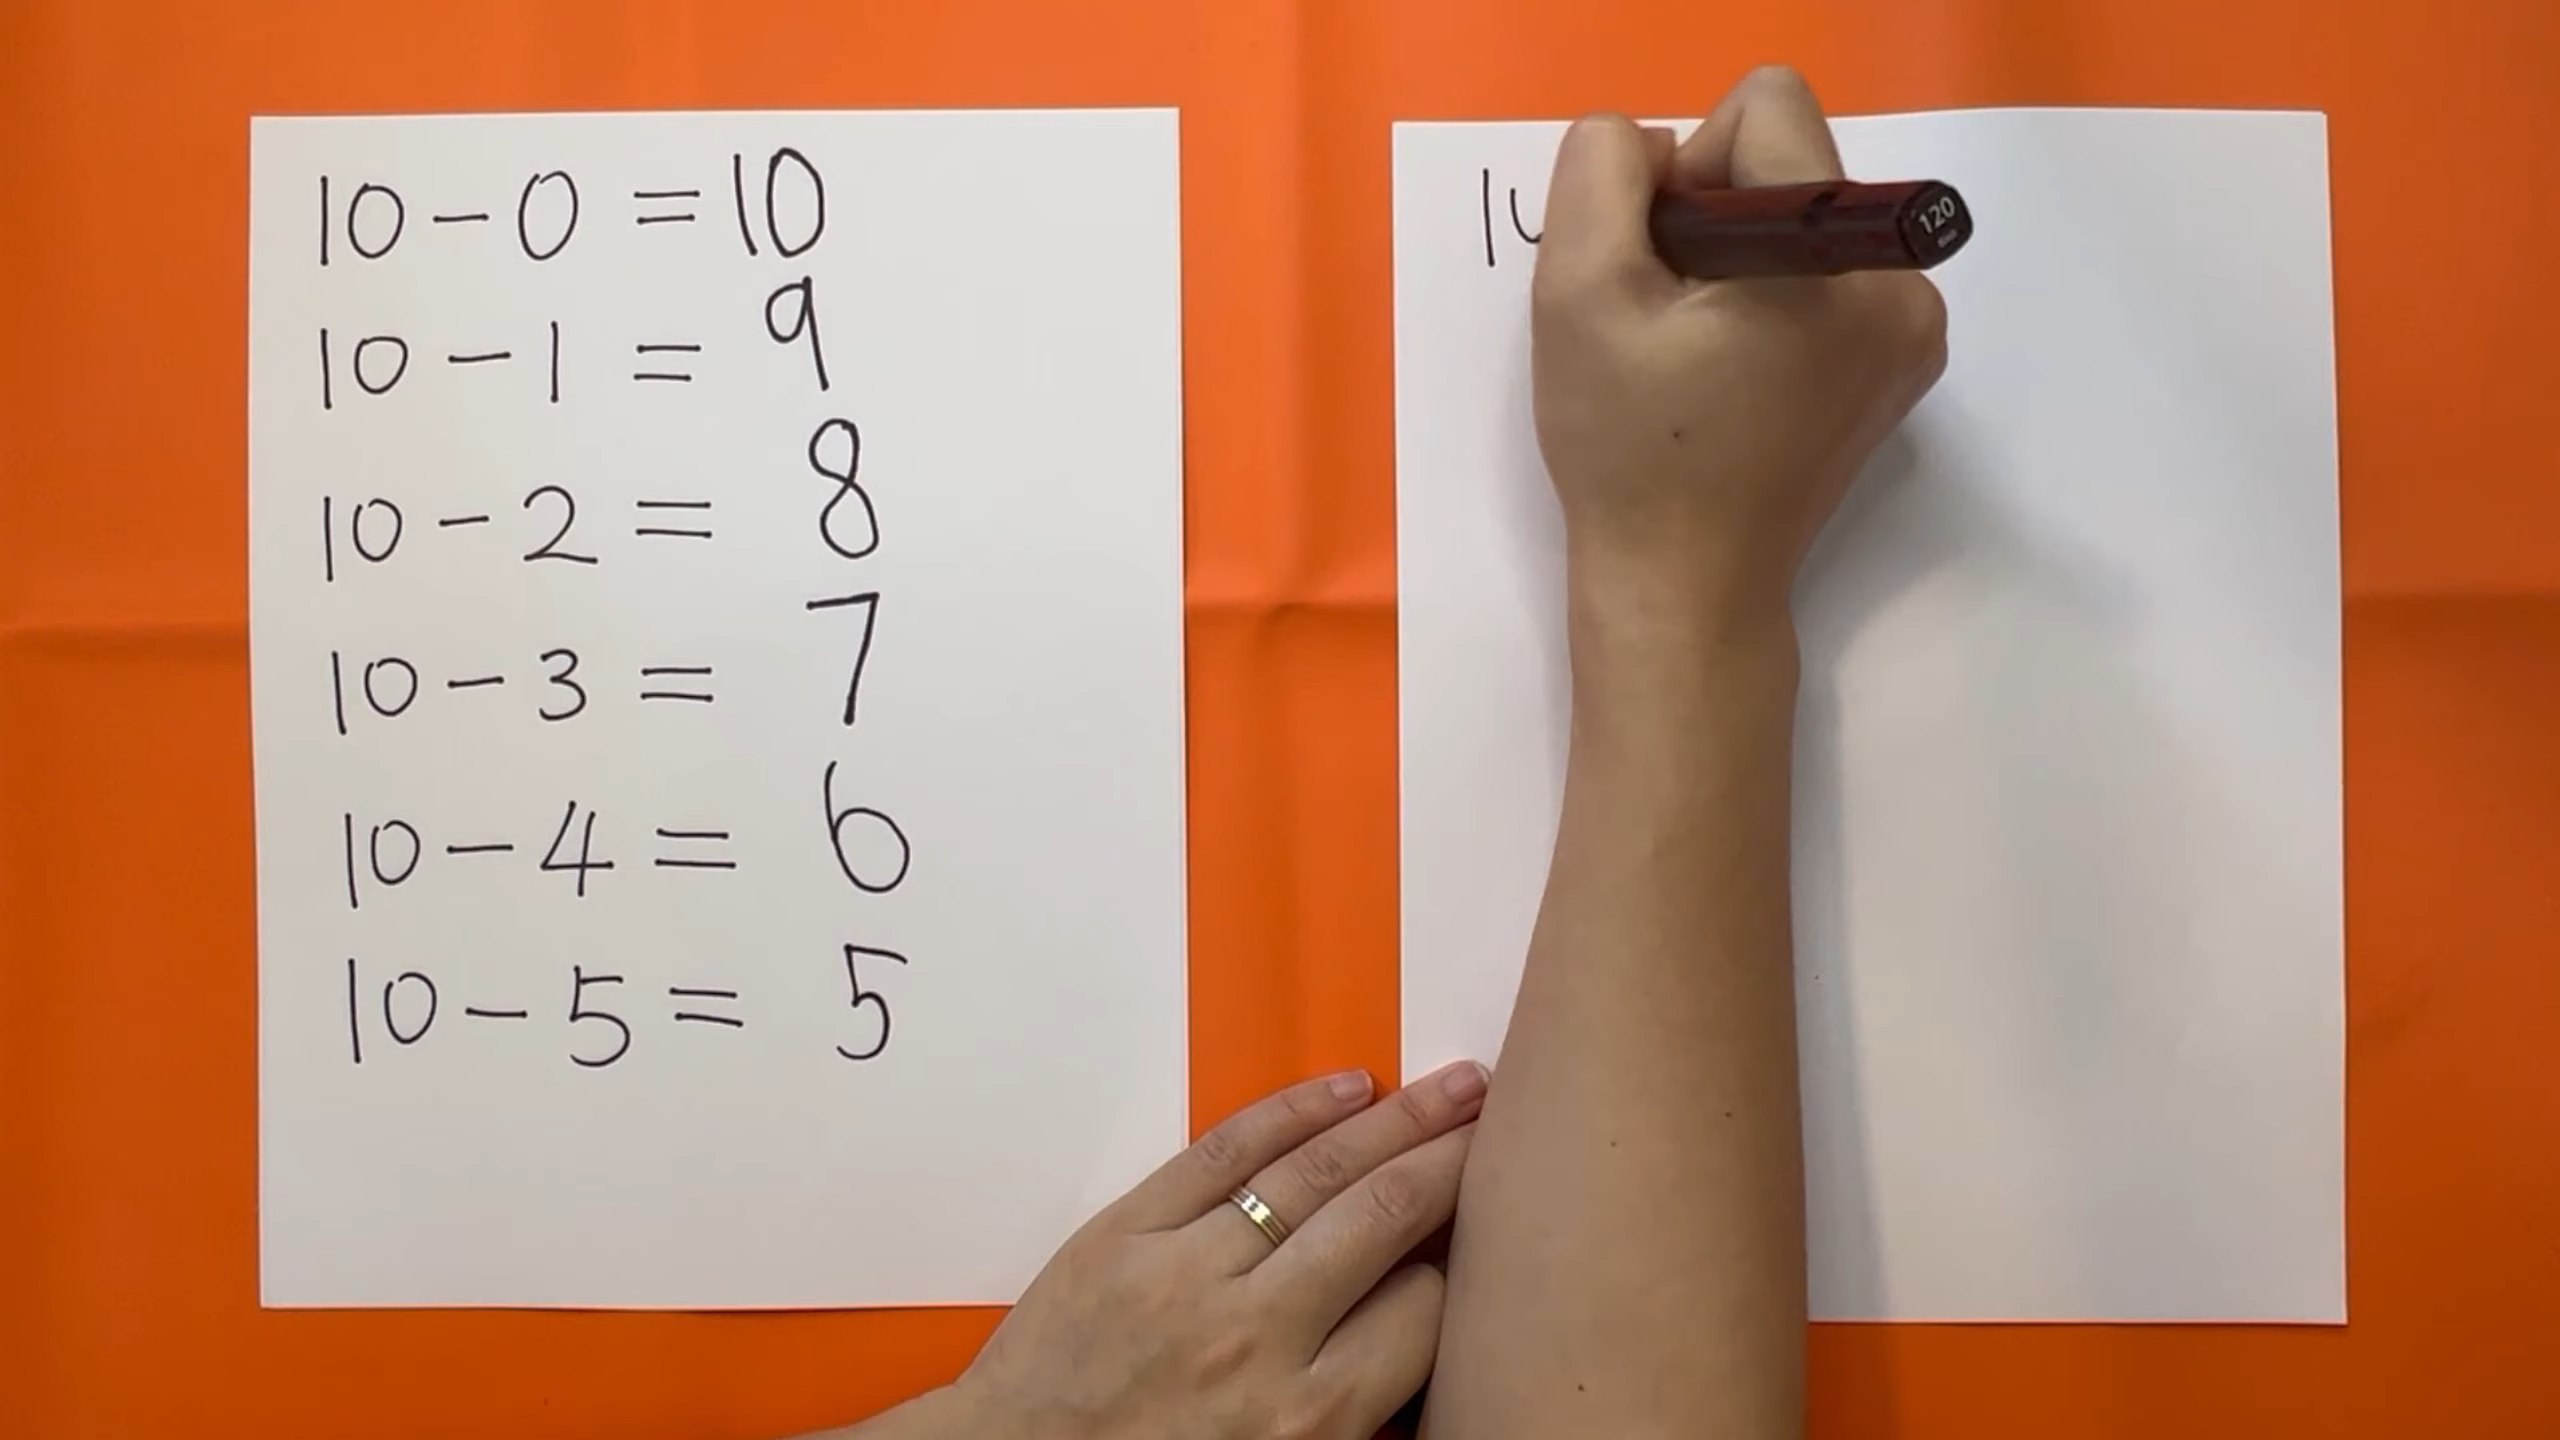 10 - 0 = 10
10 - 1 = 9
10 - 2 = 8
10 - 3 = 7
10 - 4 = 6
10 - 5 = 5
1
120